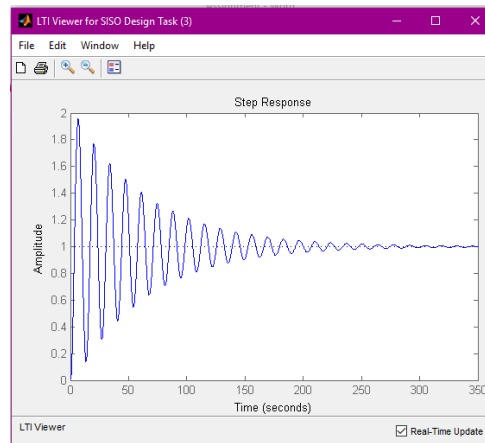 LTI Viewer for SISO Design Task (3)
File Edit Window Help
Step Response
Amplitude
2
1.8
1.6
1.4
1.2
1
0.8
0.6
0.4
0.2
0
0 50 100 150 200 250 300 350
Time (seconds)
LTI Viewer
Real-Time Update